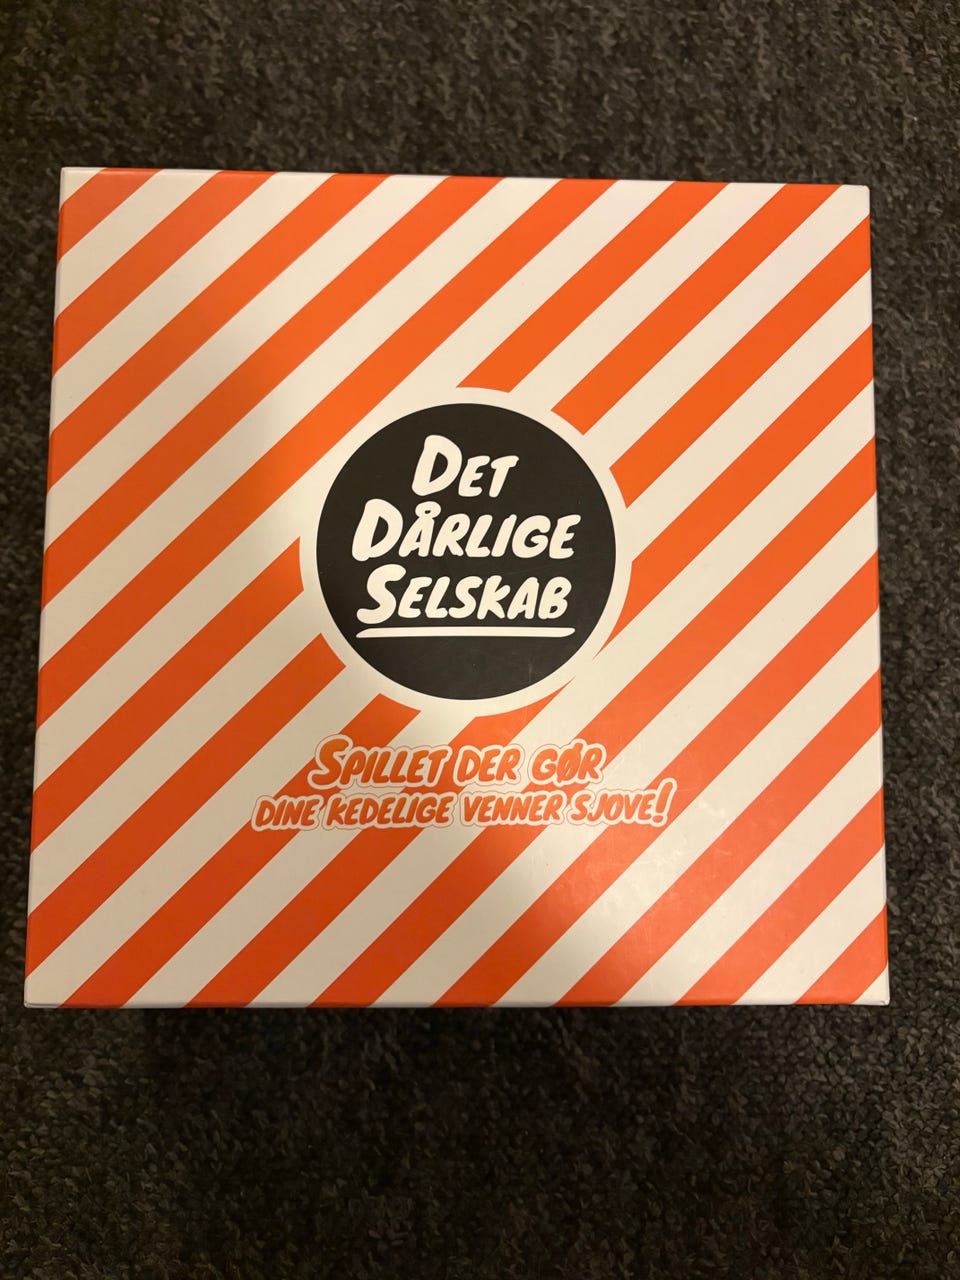 DET
DÅRLIGE
SELSKAB
SPILLET DER GØR
DINE KEDELIGE VENNER SJOVE!